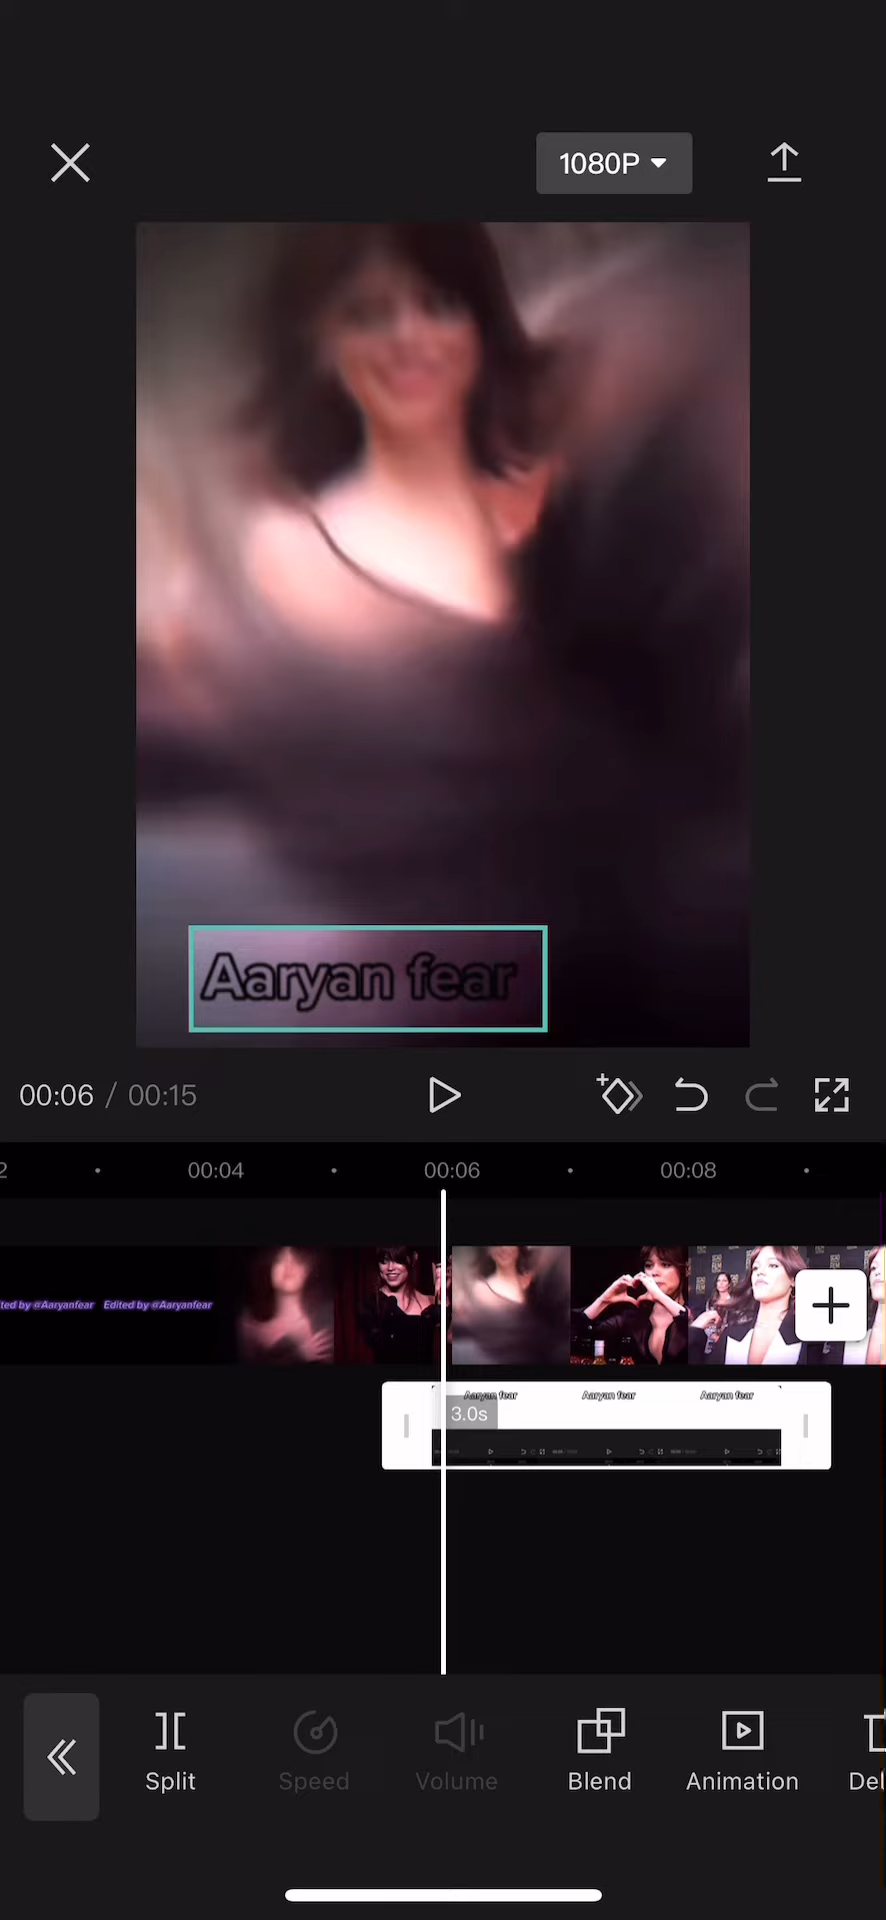 1080P
Aaryan fear
00:06 / 00:15
2 00:04 00:06 00:08
ted by @Aaryanfear Edited by @Aaryanfear
Aaryan fear Aaryan fear Aaryan fear
3.0s
Split Speed Volume Blend Animation Del